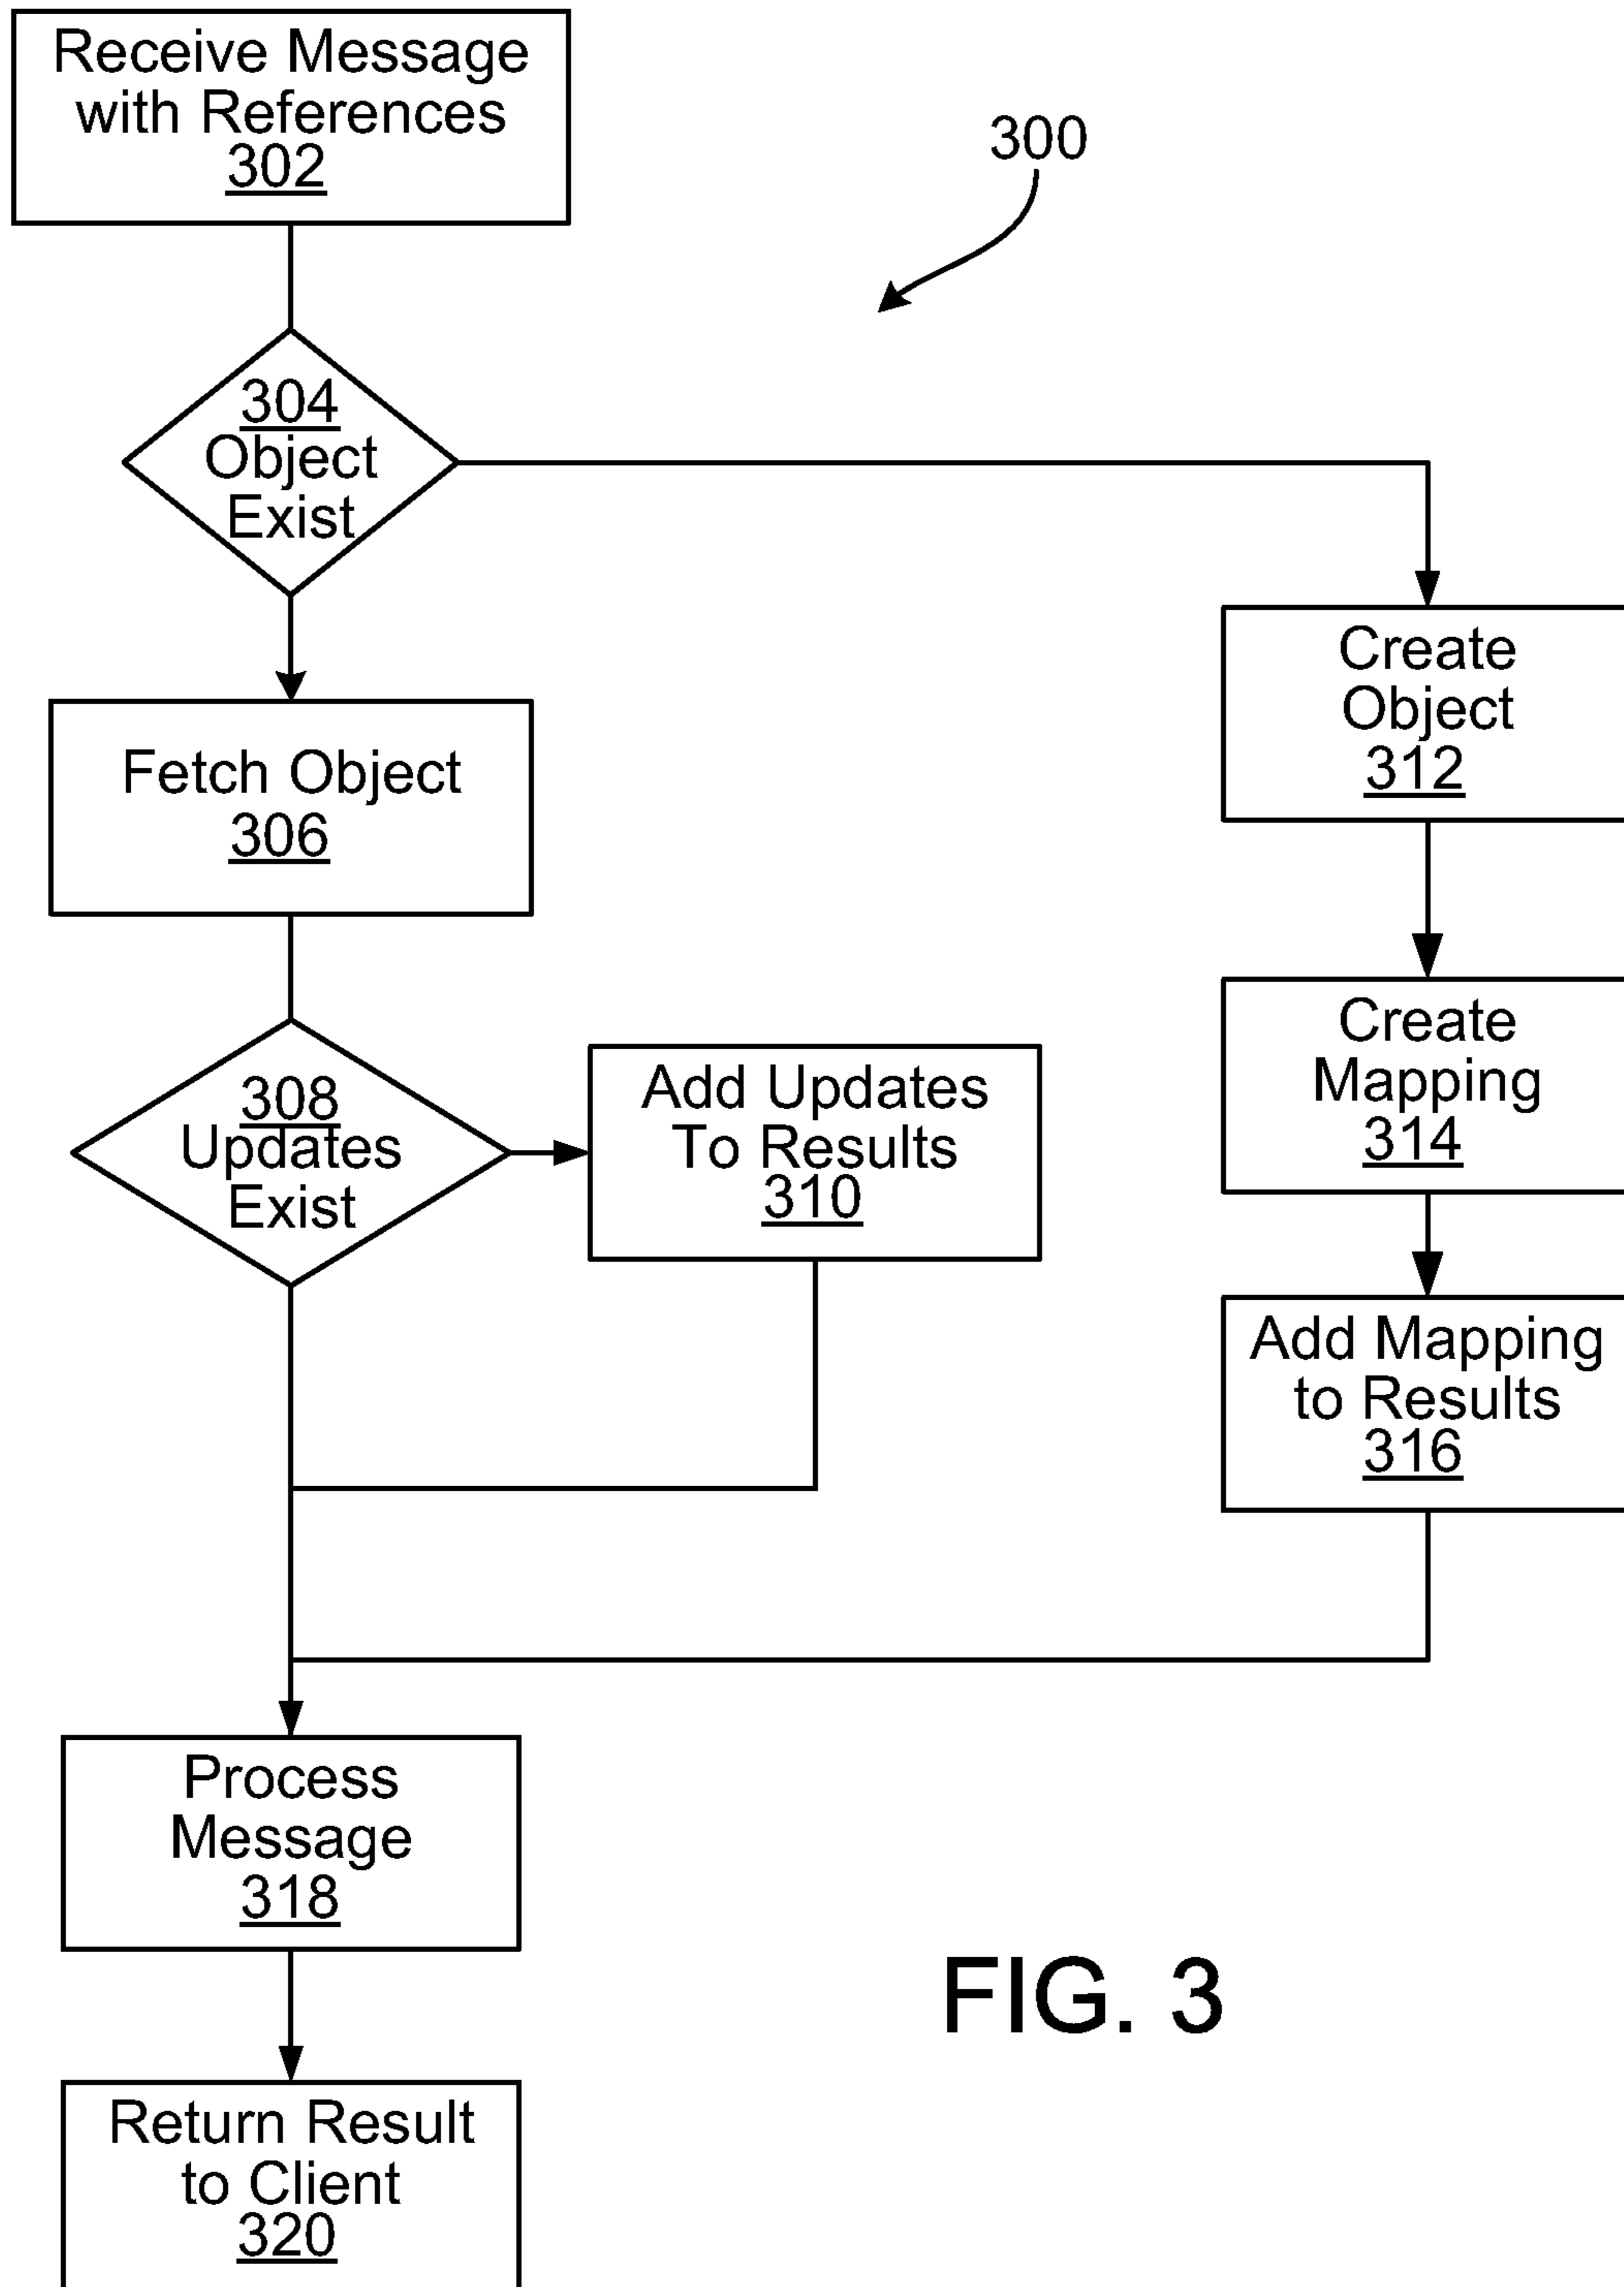 Receive Message
with References
302
300
304
Object
Exist
Fetch Object
306
308
Updates
Exist
Add Updates
To Results
310
Create
Object
312
Create
Mapping
314
Add Mapping
to Results
316
Process
Message
318
Return Result
to Client
320
FIG. 3